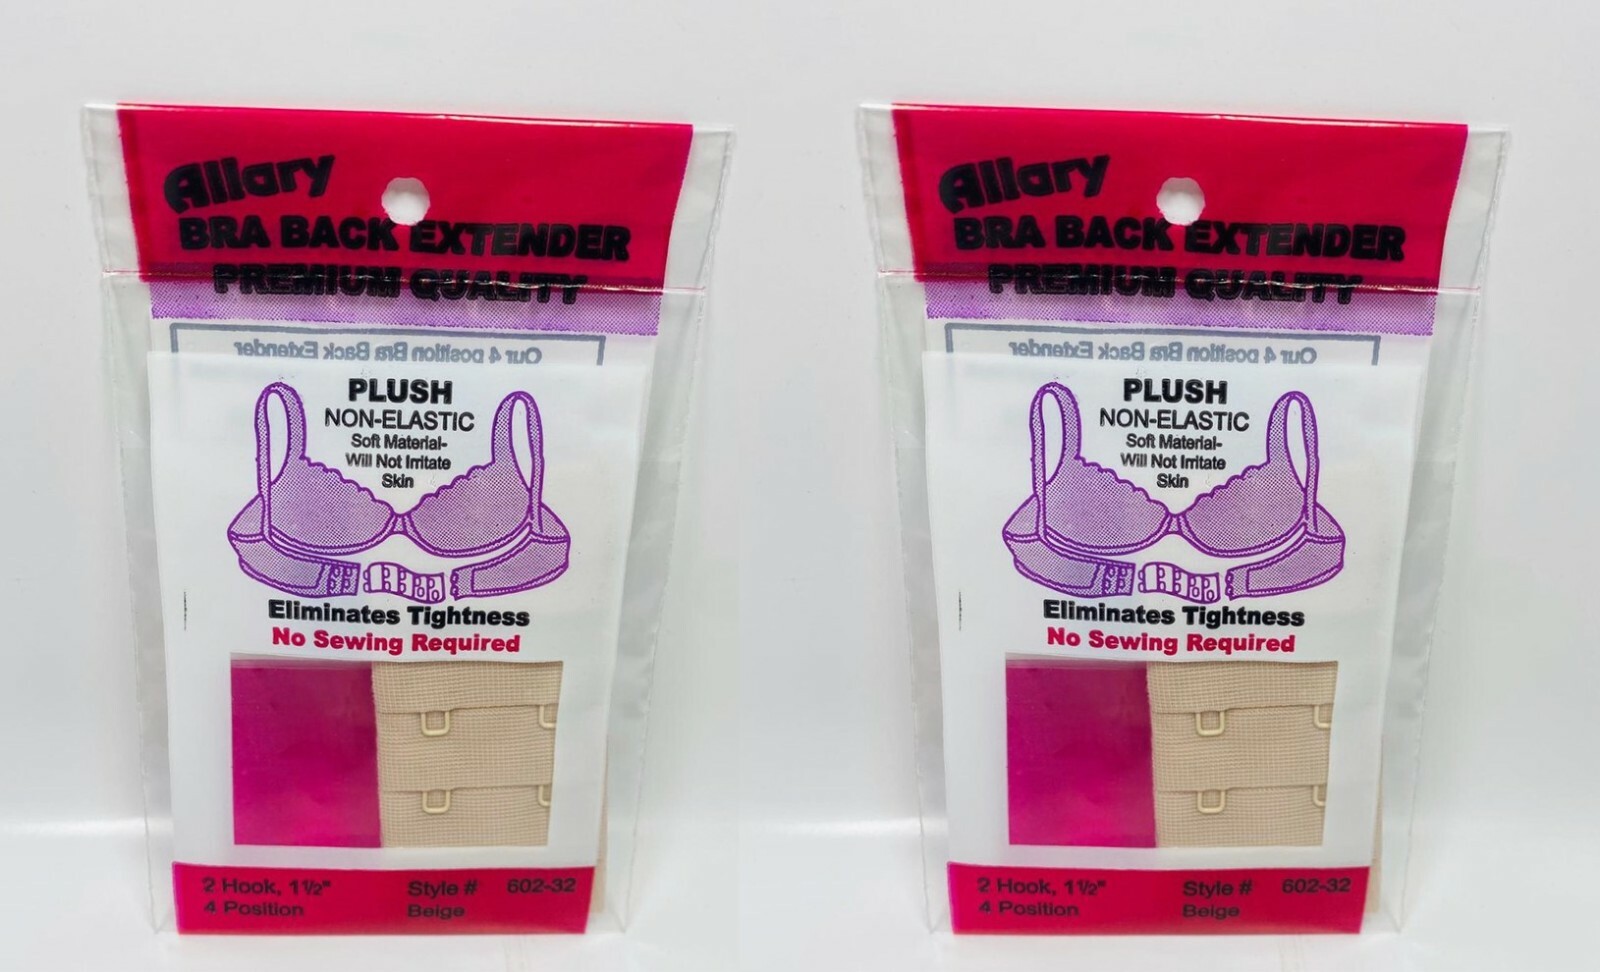 Allary
BRA BACK EXTENDER
PREMIUM QUALITY
Our 4 position Bra Back Extender
PLUSH
NON-ELASTIC
Soft Material-
Will Not Irritate
Skin
Eliminates Tightness
No Sewing Required
2 Hook, 1½" Style # 602-32
4 Position Beige
Allary
BRA BACK EXTENDER
PREMIUM QUALITY
Our 4 position Bra Back Extender
PLUSH
NON-ELASTIC
Soft Material-
Will Not Irritate
Skin
Eliminates Tightness
No Sewing Required
2 Hook, 1½" Style # 602-32
4 Position Beige